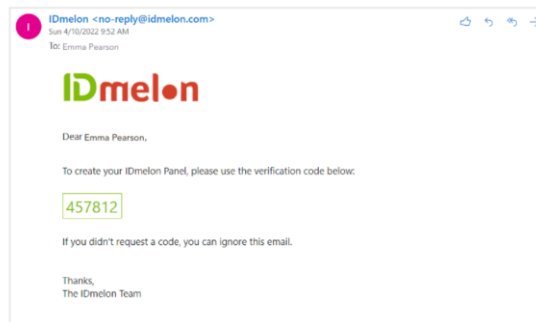 I
IDmelon <no-reply@idmelon.com>
Sun 4/10/2022 9:52 AM
To: Emma Pearson
IDmelon
Dear Emma Pearson,
To create your IDmelon Panel, please use the verification code below:
457812
If you didn't request a code, you can ignore this email.
Thanks,
The IDmelon Team